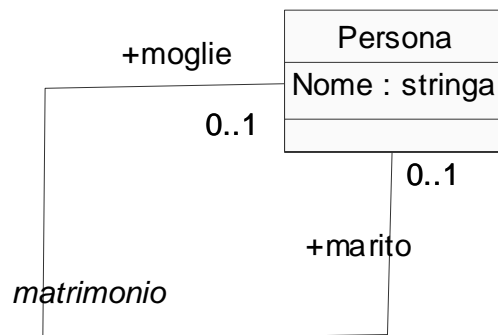 Persona
+moglie
Nome : stringa
0..1
0..1
+marito
matrimonio